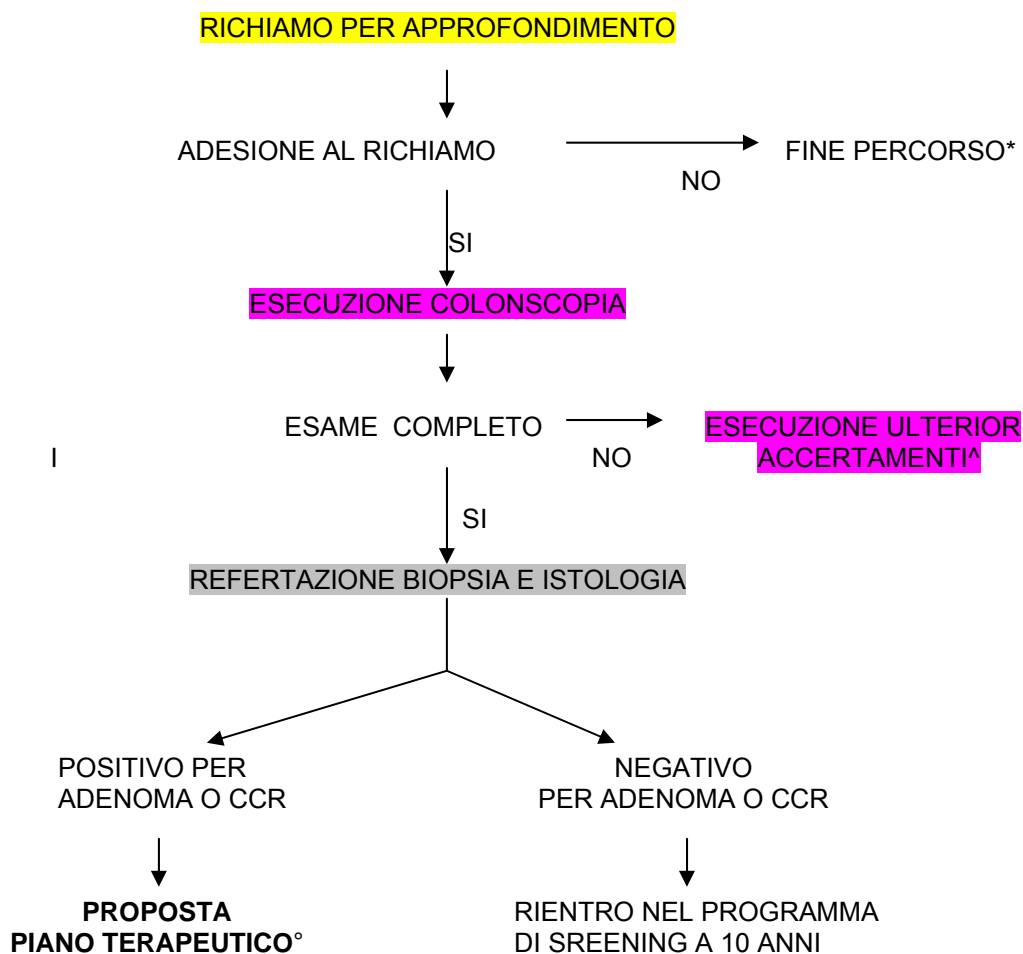 RICHIAMO PER APPROFONDIMENTO
ADESIONE AL RICHIAMO
FINE PERCORSO*
NO
SI
ESECUZIONE COLONSCOPIA
ESAME COMPLETO
ESECUZIONE ULTERIOR
I
NO
ACCERTAMENTI^
SI
REFERTAZIONE BIOPSIA E ISTOLOGIA
POSITIVO PER
ADENOMA O CCR
NEGATIVO
PER ADENOMA O CCR
PROPOSTA
PIANO TERAPEUTICO°
RIENTRO NEL PROGRAMMA
DI SREENING A 10 ANNI